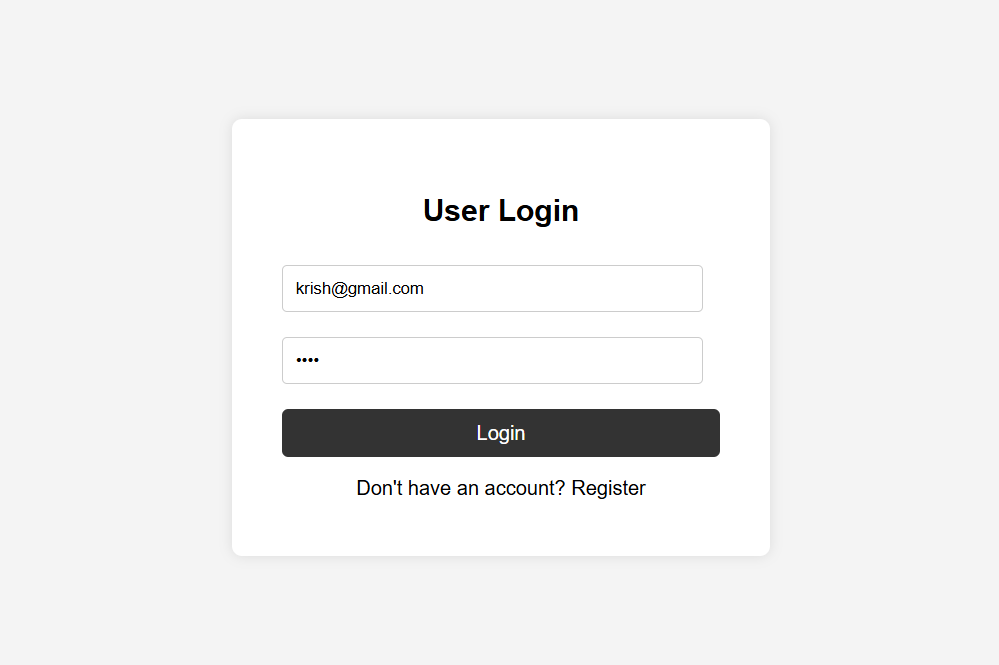 User Login
krish@gmail.com
••••
Login
Don't have an account? Register